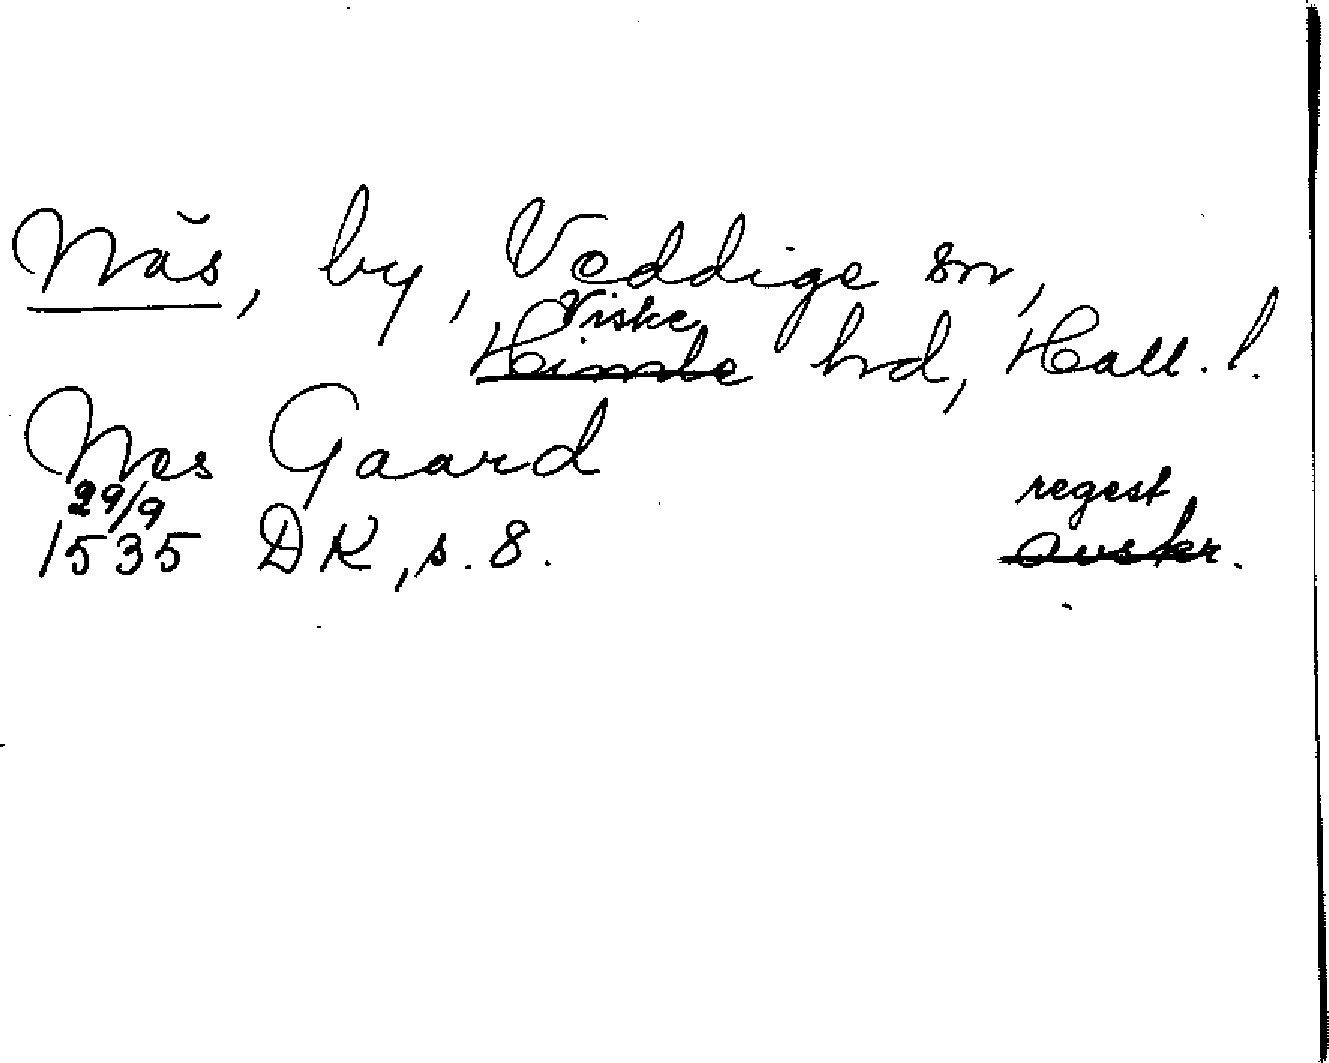 Näs, by, Veddige sn,
Viske
Himle hd, Hall. l.
Nes Gaard
29/9 regest
1535 DK, s. 8. avskr.